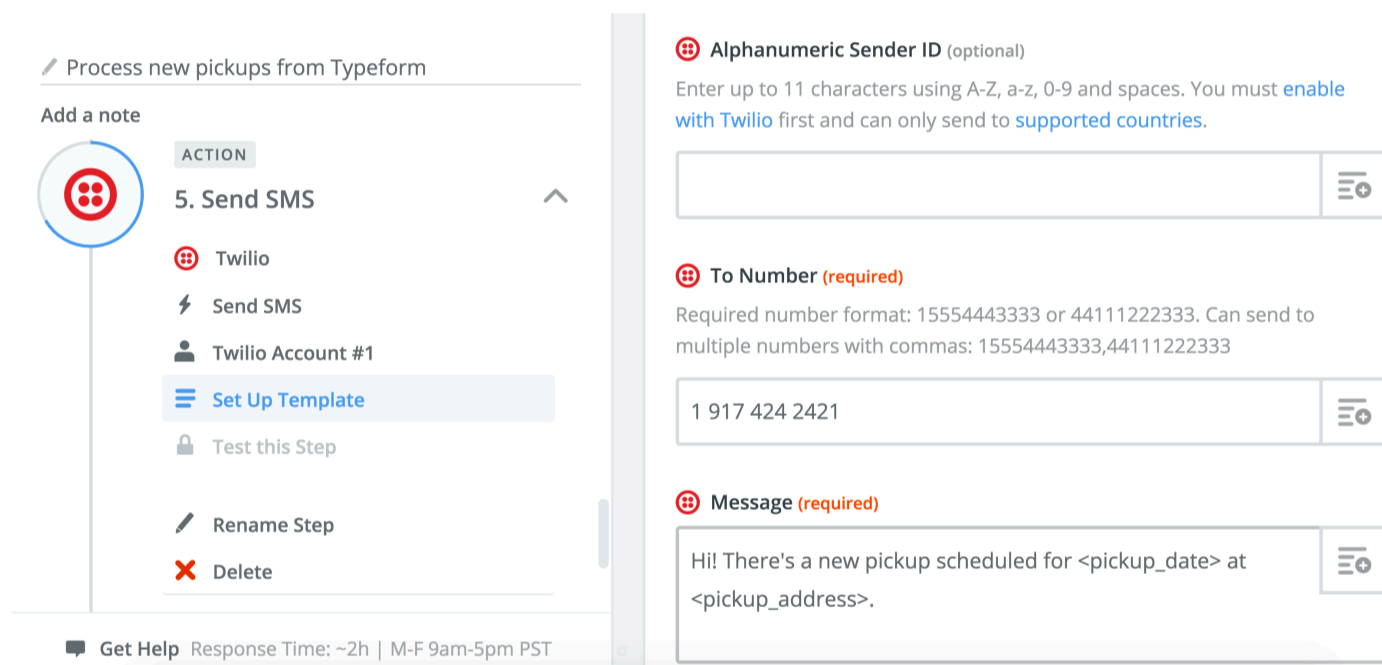 Process new pickups from Typeform
Add a note
ACTION
5. Send SMS
Twilio
Send SMS
Twilio Account #1
Set Up Template
Test this Step
Rename Step
Delete
Get Help Response Time: ~2h | M-F 9am-5pm PST
Alphanumeric Sender ID (optional)
Enter up to 11 characters using A-Z, a-z, 0-9 and spaces. You must enable
with Twilio first and can only send to supported countries.
To Number (required)
Required number format: 15554443333 or 44111222333. Can send to
multiple numbers with commas: 15554443333,44111222333
1 917 424 2421
Message (required)
Hi! There's a new pickup scheduled for <pickup_date> at
<pickup_address>.